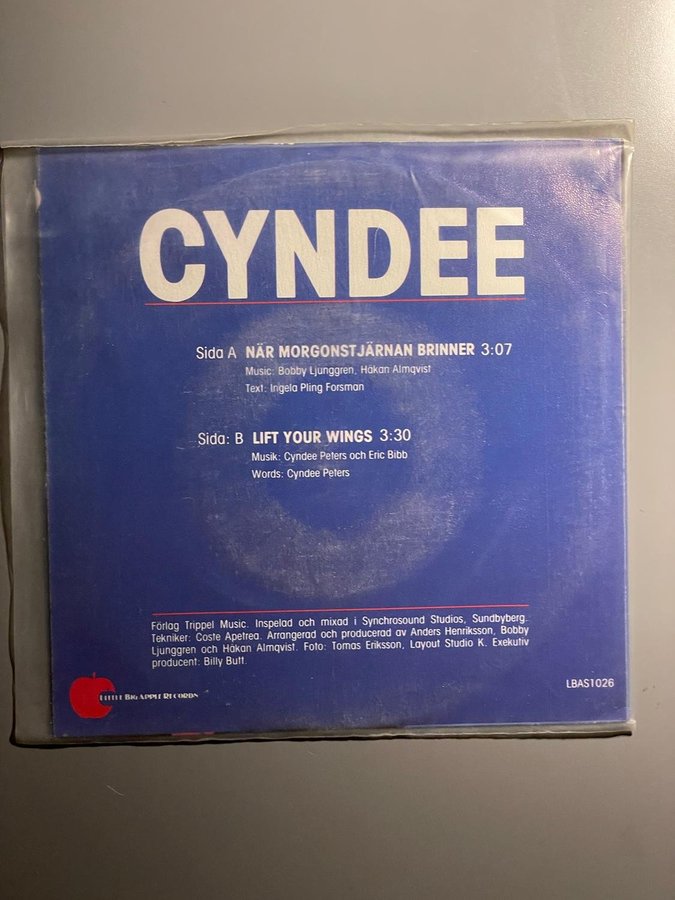 CYNDEE
Sida A NÄR MORGONSTJÄRNAN BRINNER 3:07
Music: Bobby Ljunggren, Håkan Almqvist
Text: Ingela Pling Forsman
Sida: B LIFT YOUR WINGS 3:30
Musik: Cyndee Peters och Eric Bibb
Words: Cyndee Peters
Förlag Trippel Music. Inspelad och mixad i Synchrosound Studios, Sundbyberg.
Tekniker: Coste Apetrea. Arrangerad och producerad av Anders Henriksson, Bobby
Ljunggren och Håkan Almqvist. Foto: Tomas Eriksson, Layout Studio K. Exekutiv
producent: Billy Butt.
LITTLE BIG APPLE RECORDS
LBAS1026